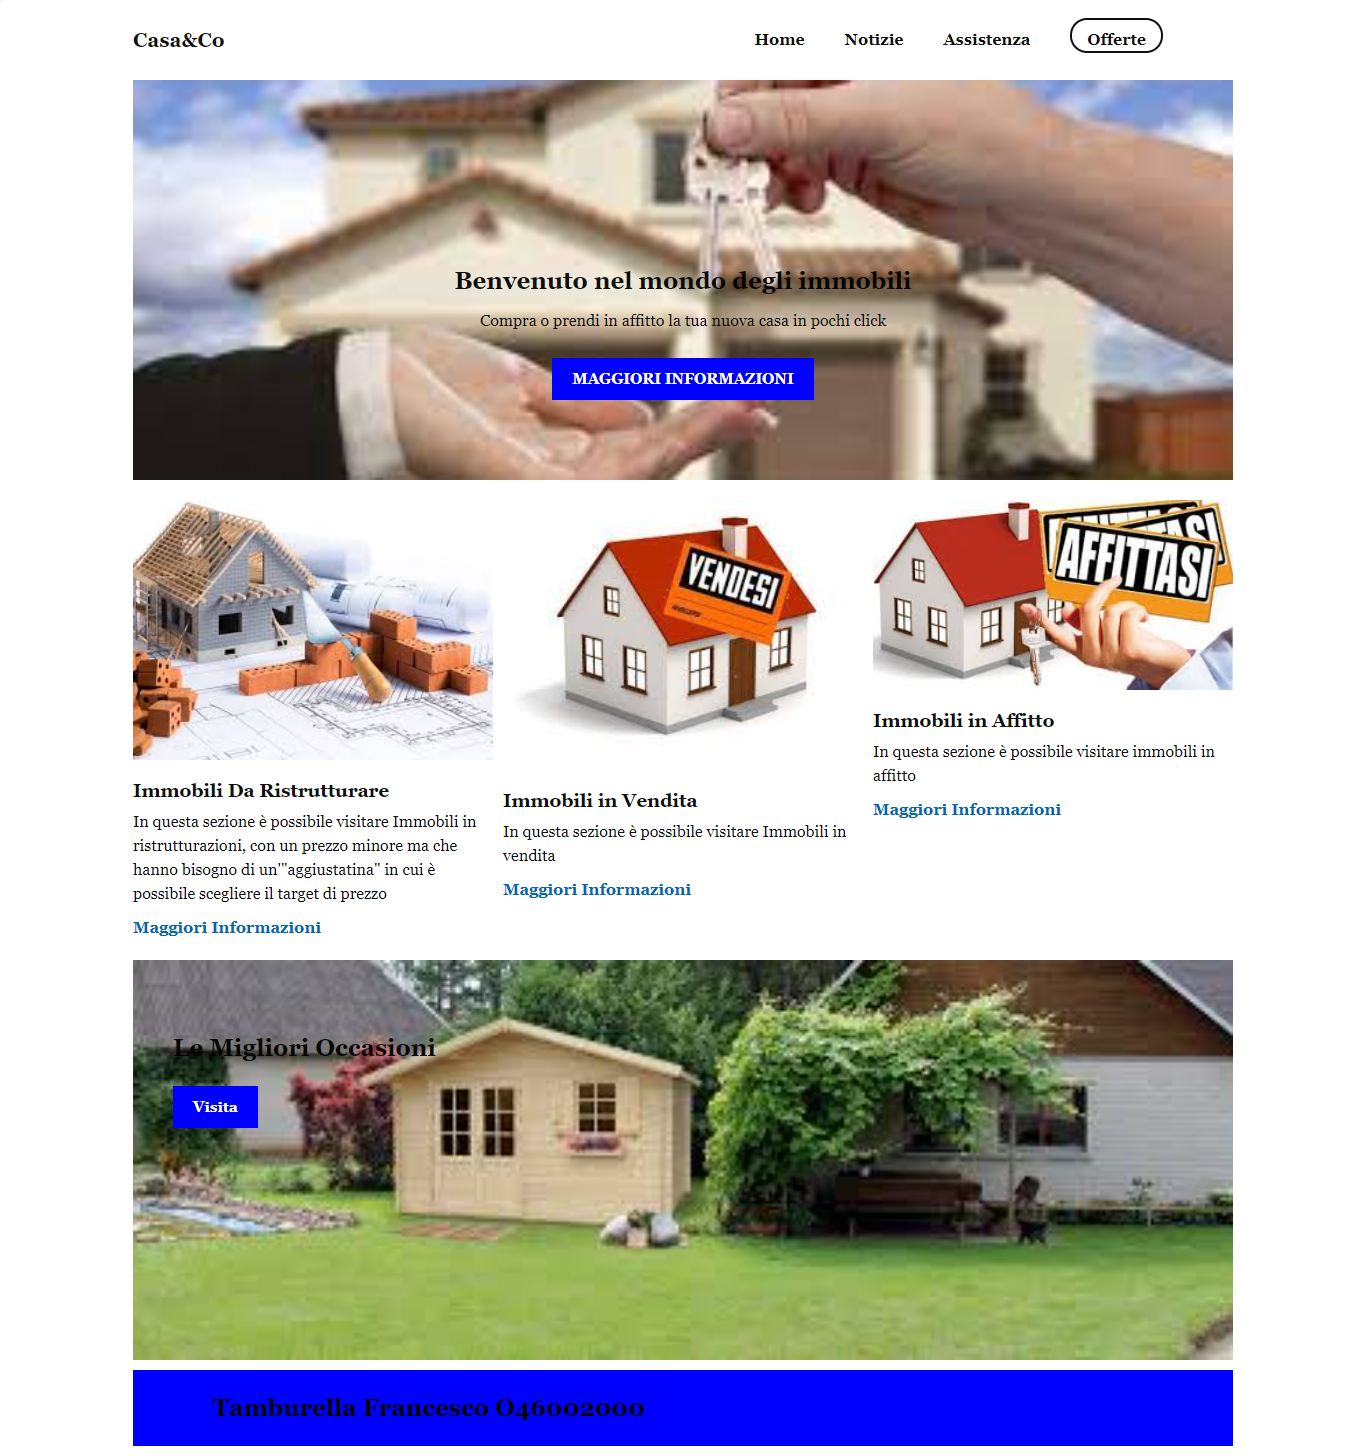 Casa&Co
Home
Notizie
Assistenza
Offerte
Benvenuto nel mondo degli immobili
Compra o prendi in affitto la tua nuova casa in pochi click
MAGGIORI INFORMAZIONI
VENDESI
AFFITTASI
Immobili Da Ristrutturare
In questa sezione è possibile visitare Immobili in
ristrutturazioni, con un prezzo minore ma che
hanno bisogno di un'"aggiustatina" in cui è
possibile scegliere il target di prezzo
Maggiori Informazioni
Immobili in Vendita
In questa sezione è possibile visitare Immobili in
vendita
Maggiori Informazioni
Immobili in Affitto
In questa sezione è possibile visitare immobili in
affitto
Maggiori Informazioni
Le Migliori Occasioni
Visita
Tamburella Francesco O46002000